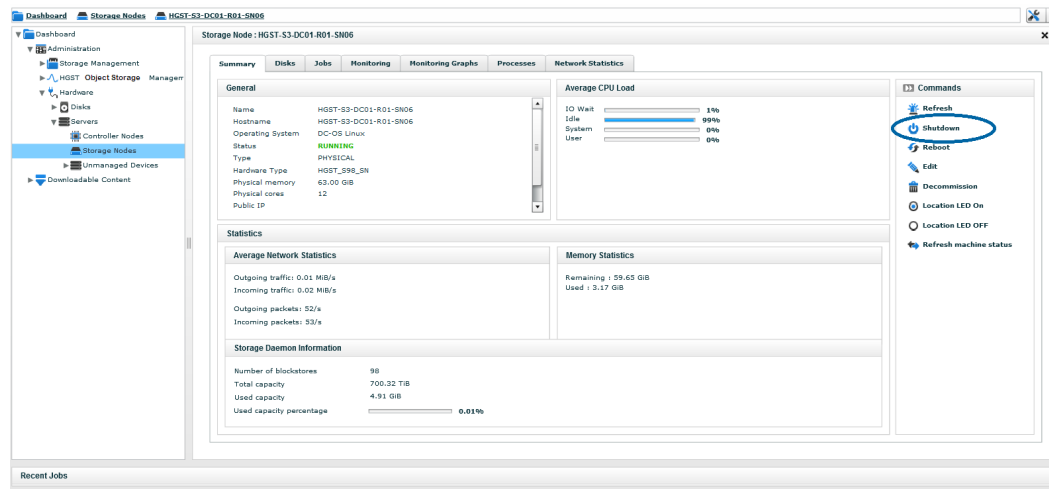 Dashboard Storage Nodes HGST-S3-DC01-R01-SN06
Dashboard
Administration
Storage Management
HGST Object Storage Managem
Hardware
Disks
Servers
Controller Nodes
Storage Nodes
Unmanaged Devices
Downloadable Content
Storage Node : HGST-S3-DC01-R01-SN06
Summary Disks Jobs Monitoring Monitoring Graphs Processes Network Statistics
General
Name HGST-S3-DC01-R01-SN06
Hostname HGST-S3-DC01-R01-SN06
Operating System DC-OS Linux
Status RUNNING
Type PHYSICAL
Hardware Type HGST_S98_SN
Physical memory 63.00 GiB
Physical cores 12
Public IP
Average CPU Load
IO Wait 1%
Idle 99%
System 0%
User 0%
Commands
Refresh
Shutdown
Reboot
Edit
Decommission
Location LED On
Location LED OFF
Refresh machine status
Statistics
Average Network Statistics
Outgoing traffic: 0.01 MiB/s
Incoming traffic: 0.02 MiB/s
Outgoing packets: 52/s
Incoming packets: 53/s
Memory Statistics
Remaining : 59.65 GiB
Used : 3.17 GiB
Storage Daemon Information
Number of blockstores 98
Total capacity 700.32 TiB
Used capacity 4.91 GiB
Used capacity percentage 0.01%
Recent Jobs